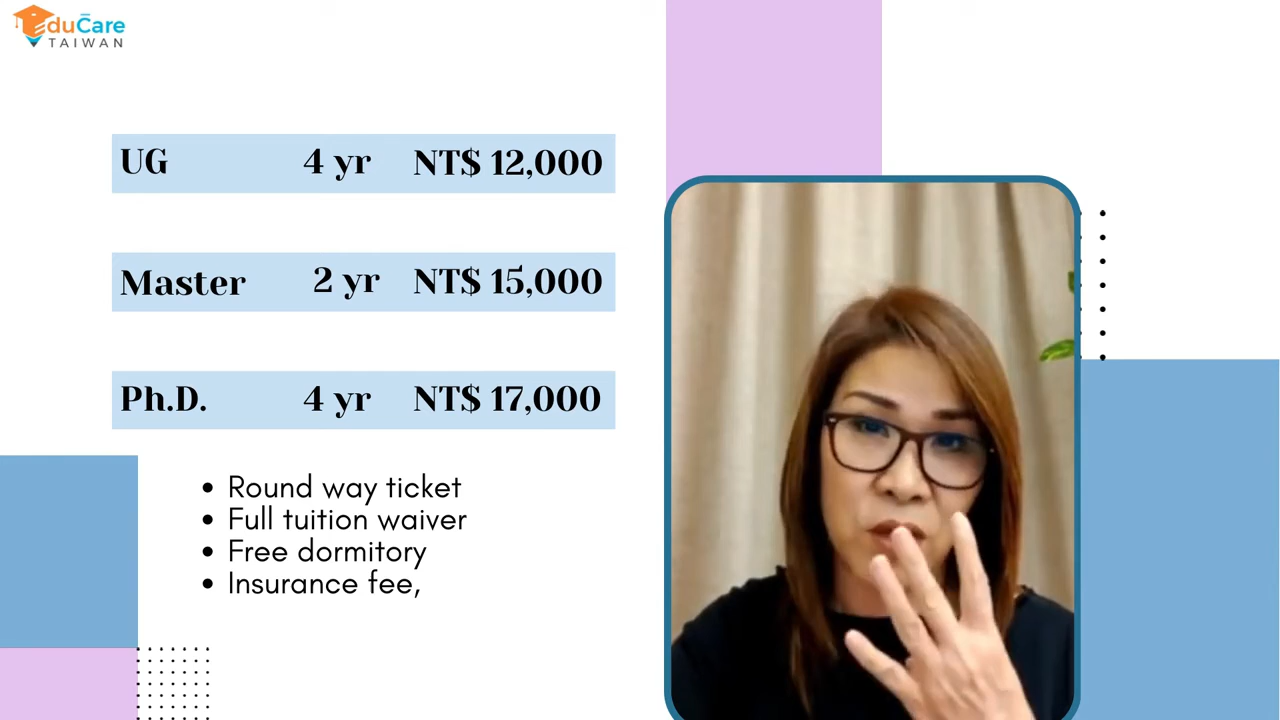 EduCare
TAIWAN
UG 4 yr NT$ 12,000
Master 2 yr NT$ 15,000
Ph.D. 4 yr NT$ 17,000
• Round way ticket
• Full tuition waiver
• Free dormitory
• Insurance fee,